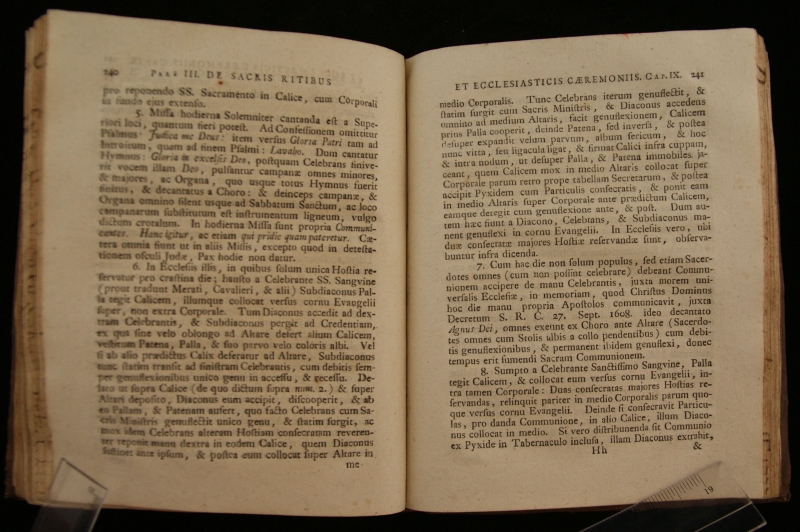 240 PARS III. DE SACRIS RITIBUS
pro reponendo SS. Sacramento in Calice, cum Corporali
in fundo ejus extenso.
5. Missa hodierna Solemniter cantanda est a Supe-
riori loci, quantum fieri potest. Ad Confessionem omittitur
Psalmus: Judica me Deus: item versus Gloria Patri tam ad
Introitum, quam ad finem Psalmi: Lavabo. Dum cantatur
Hymnus: Gloria in excelsis Deo, postquam Celebrans finive-
rit vocem illam Deo, pulsantur campanæ omnes minores,
& majores, ac Organa, quo usque totus Hymnus fuerit
finitus, & decantatus a Choro: & deinceps campanæ, &
Organa omnino silent usque ad Sabbatum Sanctum, ac loco
campanarum substitutum est instrumentum ligneum, vulgo
dictum crotalum. In hodierna Missa sunt propria Communi-
cantes. Hanc igitur, ac etiam qui pridie quam pateretur. Cæ-
tera omnia fiunt ut in aliis Missis, excepto quod in detesta-
tionem osculi Judæ, Pax hodie non datur.
6. In Ecclesiis illis, in quibus solum unica Hostia re-
servatur pro crastina die; hausto a Celebrante SS. Sangvine
(prout tradunt Merati, Cavalieri, & alii) Subdiaconus Pal-
la tegit Calicem, illumque collocat versus cornu Evangelii
super, non extra Corporale. Tum Diaconus accedit ad dex-
tram Celebrantis, & Subdiaconus pergit ad Credentiam,
ex qua sine velo oblongo ad Altare defert alium Calicem,
velatum Patena, Palla, & suo parvo velo coloris albi. Vel
si ab alio prædictus Calix deferatur ad Altare, Subdiaconus
tunc statim transit ad sinistram Celebrantis, cum debitis sem-
per genuflexionibus unico genu in accessu, & recessu. De-
lato ut supra Calice (de quo dictum supra num. 2.) & super
Altari deposito, Diaconus eum accipit, discooperit, & ab
eo Pallam, & Patenam aufert, quo facto Celebrans cum Sa-
cris Ministris genuflectit unico genu, & statim surgit, ac
mox idem Celebrans alteram Hostiam consecratam reveren-
ter reponit manu dextra in eodem Calice, quem Diaconus
sustinet ante ipsum, & postea eum collocat super Altare in
me-
ET ECCLESIASTICIS CÆREMONIIS. CAP. IX. 241
medio Corporalis. Tunc Celebrans iterum genuflectit, &
statim surgit cum Sacris Ministris, & Diaconus accedens
omnino ad medium Altaris, facit genuflexionem, Calicem
prius Palla cooperit, deinde Patena, sed inversa, & postea
desuper expandit velum parvum, album sericum, & hoc
nunc vitta, seu ligacula ligat, & firmat Calici infra cuppam,
& intra nodum, ut desuper Palla, & Patena immobiles ja-
ceant, quem Calicem mox in medio Altaris collocat super
Corporale parum retro prope tabellam Secretarum, & postea
accipit Pyxidem cum Particulis consecratis, & ponit eam
in medio Altaris super Corporale ante prædictum Calicem,
eamque detegit cum genuflexione ante, & post. Dum au-
tem hæc fiunt a Diacono, Celebrans, & Subdiaconus ma-
nent genuflexi in cornu Evangelii. In Ecclesiis vero, ubi
duæ consecratæ majores Hostiæ reservandæ sunt, observa-
buntur infra dicenda.
7. Cum hac die non solum populus, sed etiam Sacer-
dotes omnes (cum non possint celebrare) debeant Commu-
nionem accipere de manu Celebrantis, juxta morem uni-
versalis Ecclesiæ, in memoriam, quod Christus Dominus
hoc die manu propria Apostolos communicavit, juxta
Decretum S. R. C. 27. Sept. 1608. ideo decantato
Agnus Dei, omnes exeunt ex Choro ante Altare (Sacerdo-
tes omnes cum Stolis albis a collo pendentibus) cum debi-
tis genuflexionibus, & permanent ibidem genuflexi, donec
tempus erit sumendi Sacram Communionem.
8. Sumpto a Celebrante Sanctissimo Sangvine, Palla
tegit Calicem, & collocat eum versus cornu Evangelii, in-
tra tamen Corporale: Duas consecratas majores Hostias re-
servandas, relinquit pariter in medio Corporalis parum quo-
que versus cornu Evangelii. Deinde si consecravit Particu-
las, pro danda Communione, in alio Calice, illum Diaco-
nus collocat in medio. Si vero distribuenda sit Communio
ex Pyxide in Tabernaculo inclusa, illam Diaconus extrahit,
Hh &
19